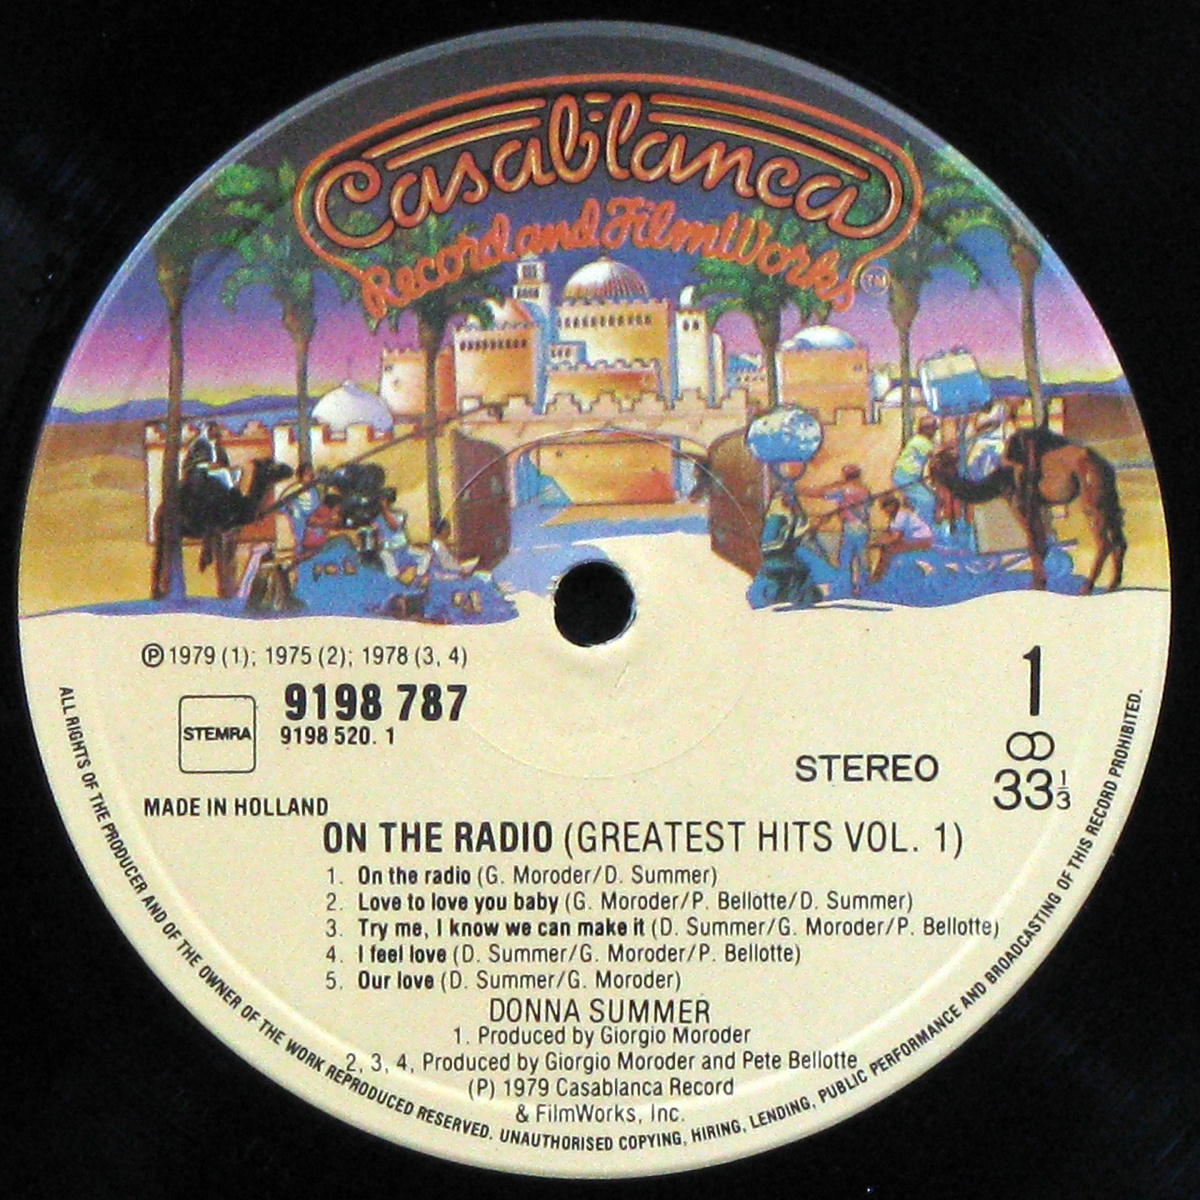 Casablanca
Record and FilmWorks TM
℗ 1979 (1); 1975 (2); 1978 (3, 4)
9198 787
STEMRA
9198 520. 1
1
STEREO
33 1/3
MADE IN HOLLAND
ON THE RADIO (GREATEST HITS VOL. 1)
1. On the radio (G. Moroder/D. Summer)
2. Love to love you baby (G. Moroder/P. Bellotte/D. Summer)
3. Try me, I know we can make it (D. Summer/G. Moroder/P. Bellotte)
4. I feel love (D. Summer/G. Moroder/P. Bellotte)
5. Our love (D. Summer/G. Moroder)
DONNA SUMMER
1. Produced by Giorgio Moroder
2, 3, 4, Produced by Giorgio Moroder and Pete Bellotte
(P) 1979 Casablanca Record
& FilmWorks, Inc.
ALL RIGHTS OF THE PRODUCER AND OF THE OWNER OF THE WORK REPRODUCED RESERVED. UNAUTHORISED COPYING, HIRING, LENDING, PUBLIC PERFORMANCE AND BROADCASTING OF THIS RECORD PROHIBITED.